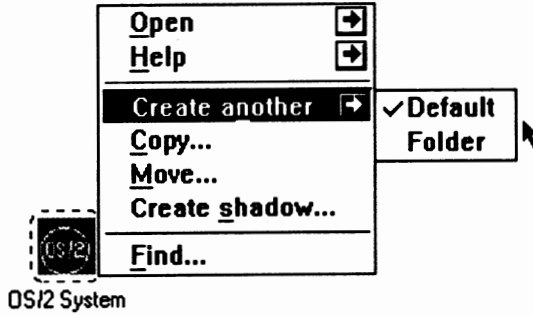 Open
Help
Create another
✓Default
Folder
Copy...
Move...
Create shadow...
Find...
OS/2
OS/2 System